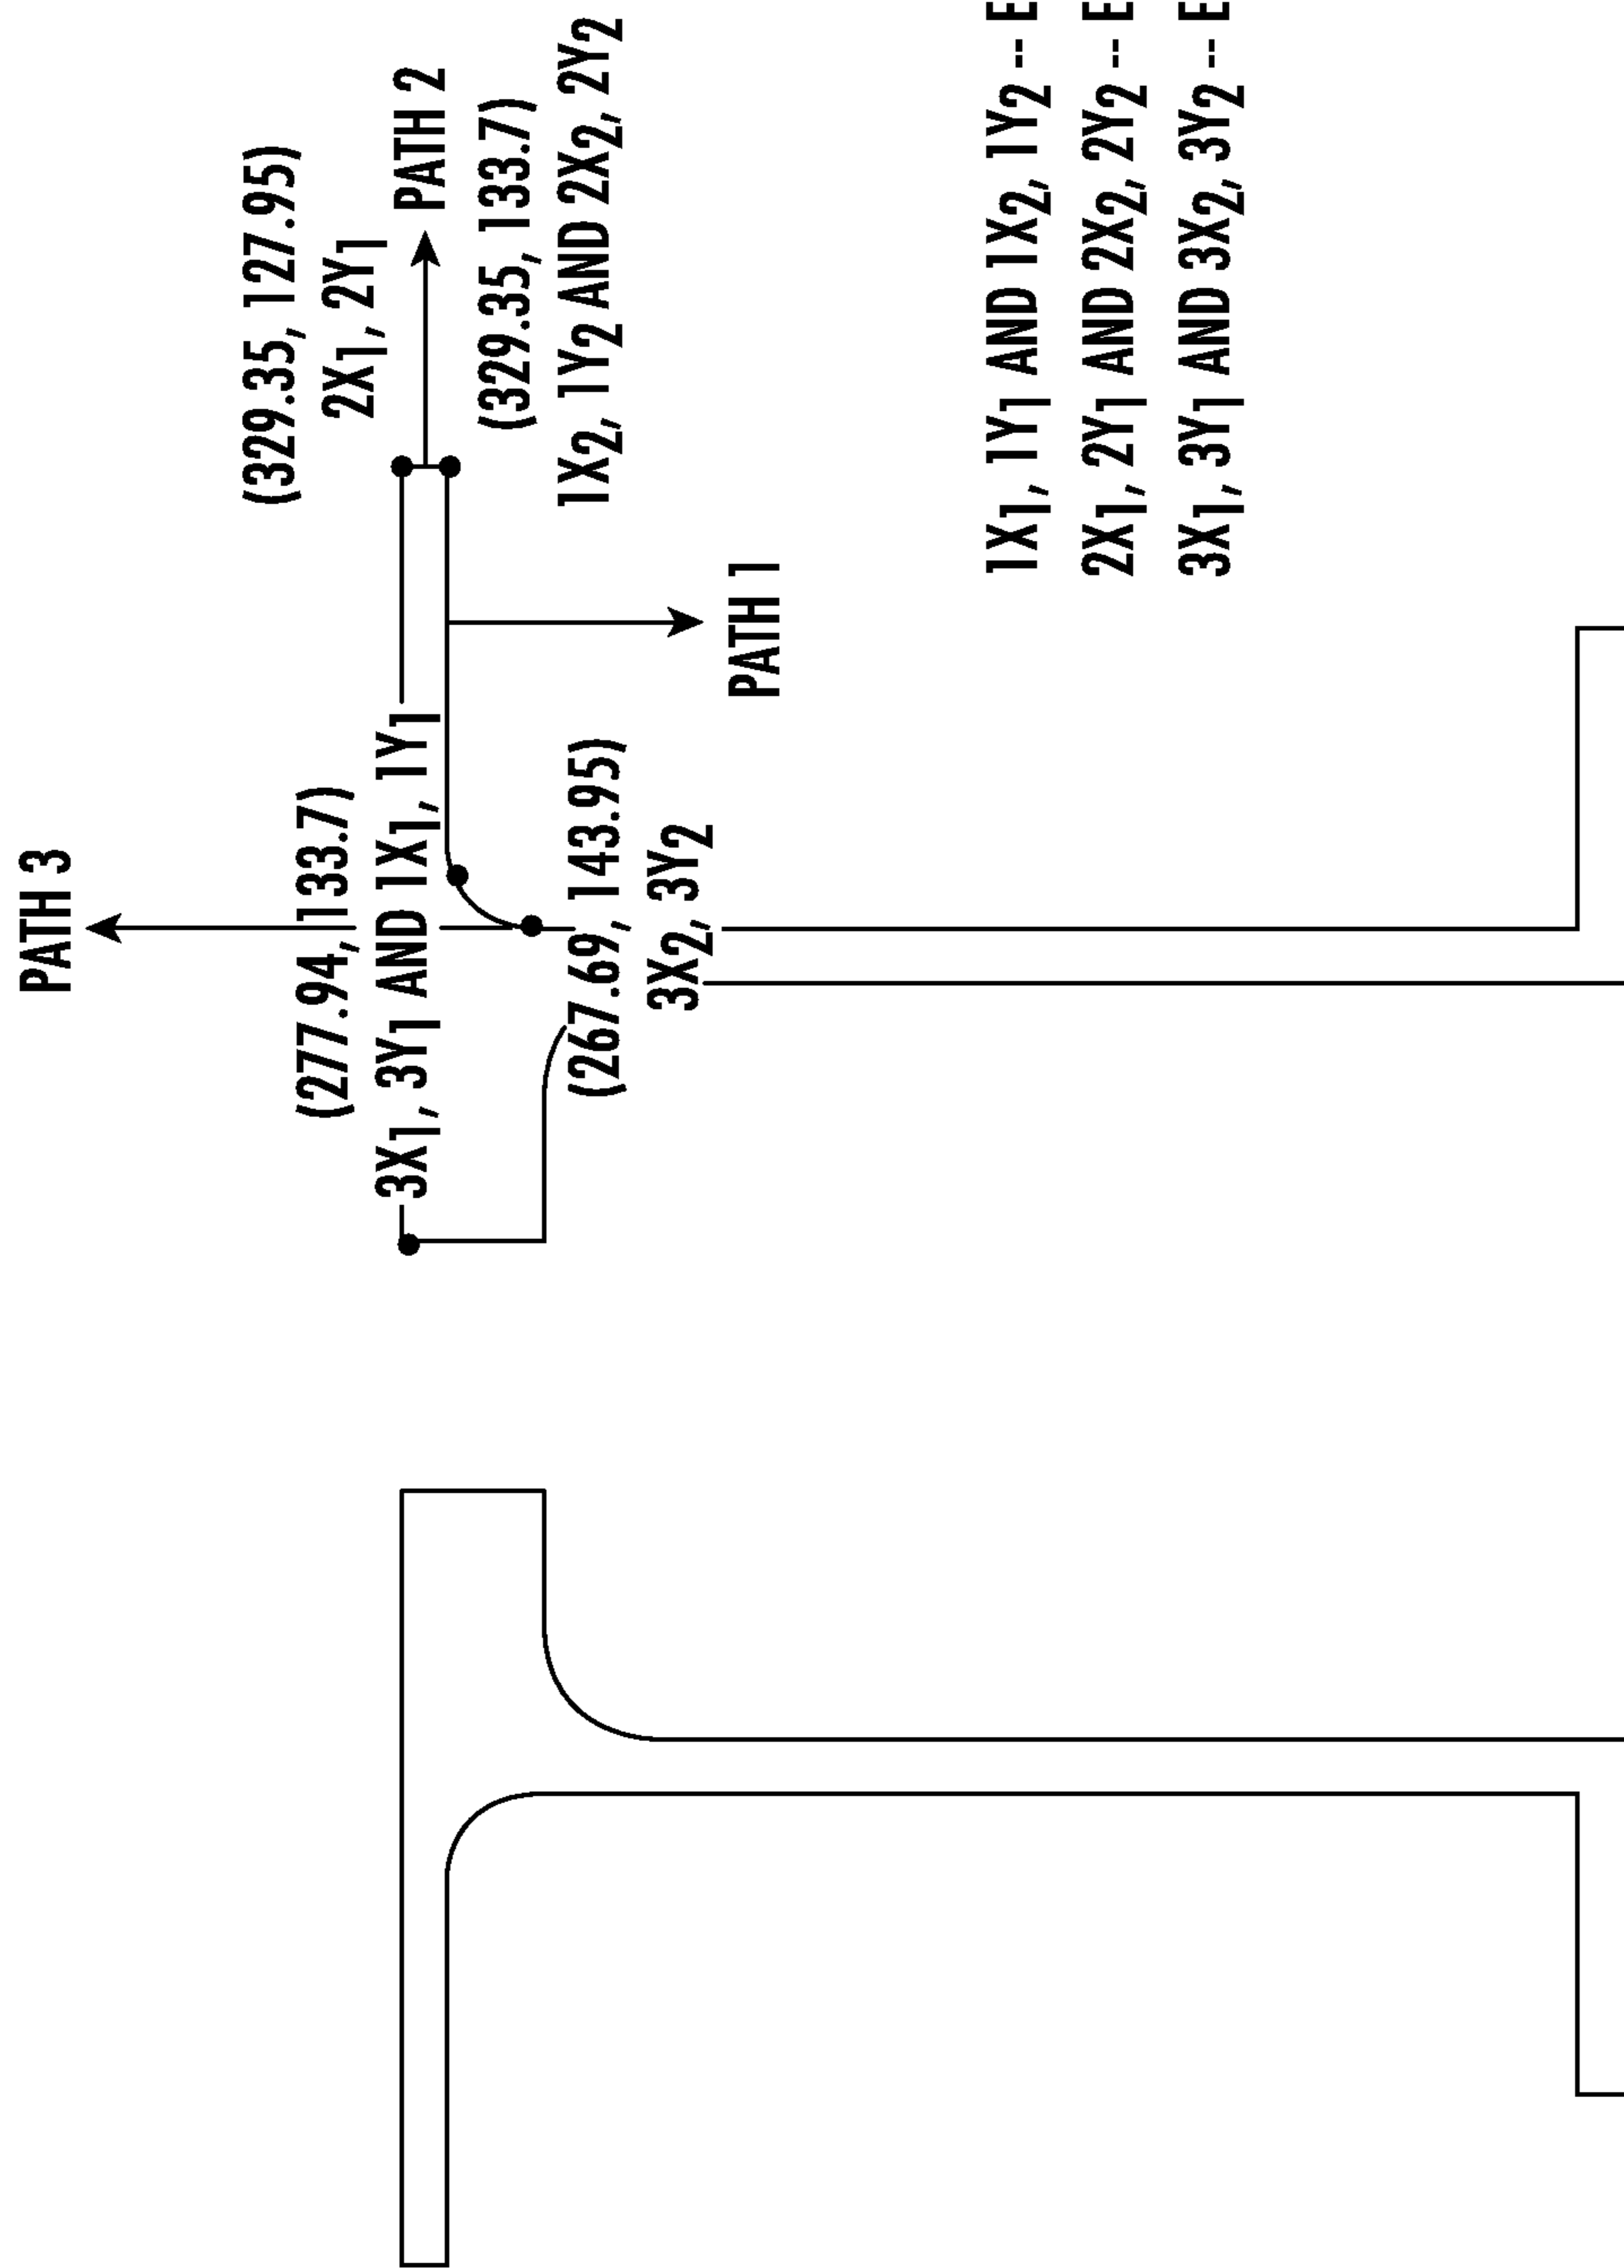 PATH 3
(329.35, 127.95)
2X1, 2Y1
(277.94, 133.7)
3X1, 3Y1 AND 1X1, 1Y1
PATH 2
(329.35, 133.7)
1X2, 1Y2 AND 2X2, 2Y2
(267.69, 143.95)
3X2, 3Y2
PATH 1
1X1, 1Y1 AND 1X2, 1Y2 -- E
2X1, 2Y1 AND 2X2, 2Y2 -- E
3X1, 3Y1 AND 3X2, 3Y2 -- E